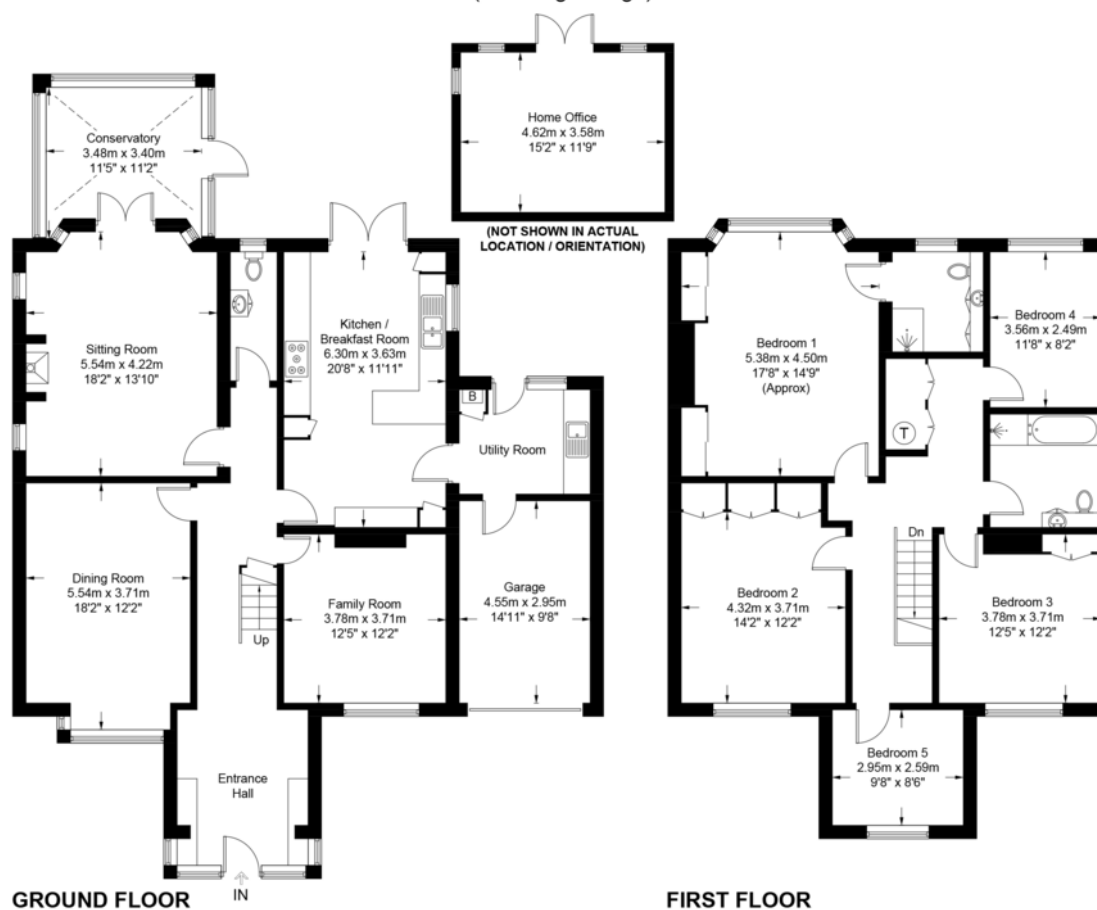 Home Office
4.62m x 3.58m
15'2" x 11'9"
(NOT SHOWN IN ACTUAL
LOCATION / ORIENTATION)
Conservatory
3.48m x 3.40m
11'5" x 11'2"
Sitting Room
5.54m x 4.22m
18'2" x 13'10"
Kitchen /
Breakfast Room
6.30m x 3.63m
20'8" x 11'11"
B
Utility Room
Dining Room
5.54m x 3.71m
18'2" x 12'2"
Up
Family Room
3.78m x 3.71m
12'5" x 12'2"
Garage
4.55m x 2.95m
14'11" x 9'8"
Entrance
Hall
IN
GROUND FLOOR
Bedroom 1
5.38m x 4.50m
17'8" x 14'9"
(Approx)
Bedroom 4
3.56m x 2.49m
11'8" x 8'2"
T
Dn
Bedroom 2
4.32m x 3.71m
14'2" x 12'2"
Bedroom 3
3.78m x 3.71m
12'5" x 12'2"
Bedroom 5
2.95m x 2.59m
9'8" x 8'6"
FIRST FLOOR